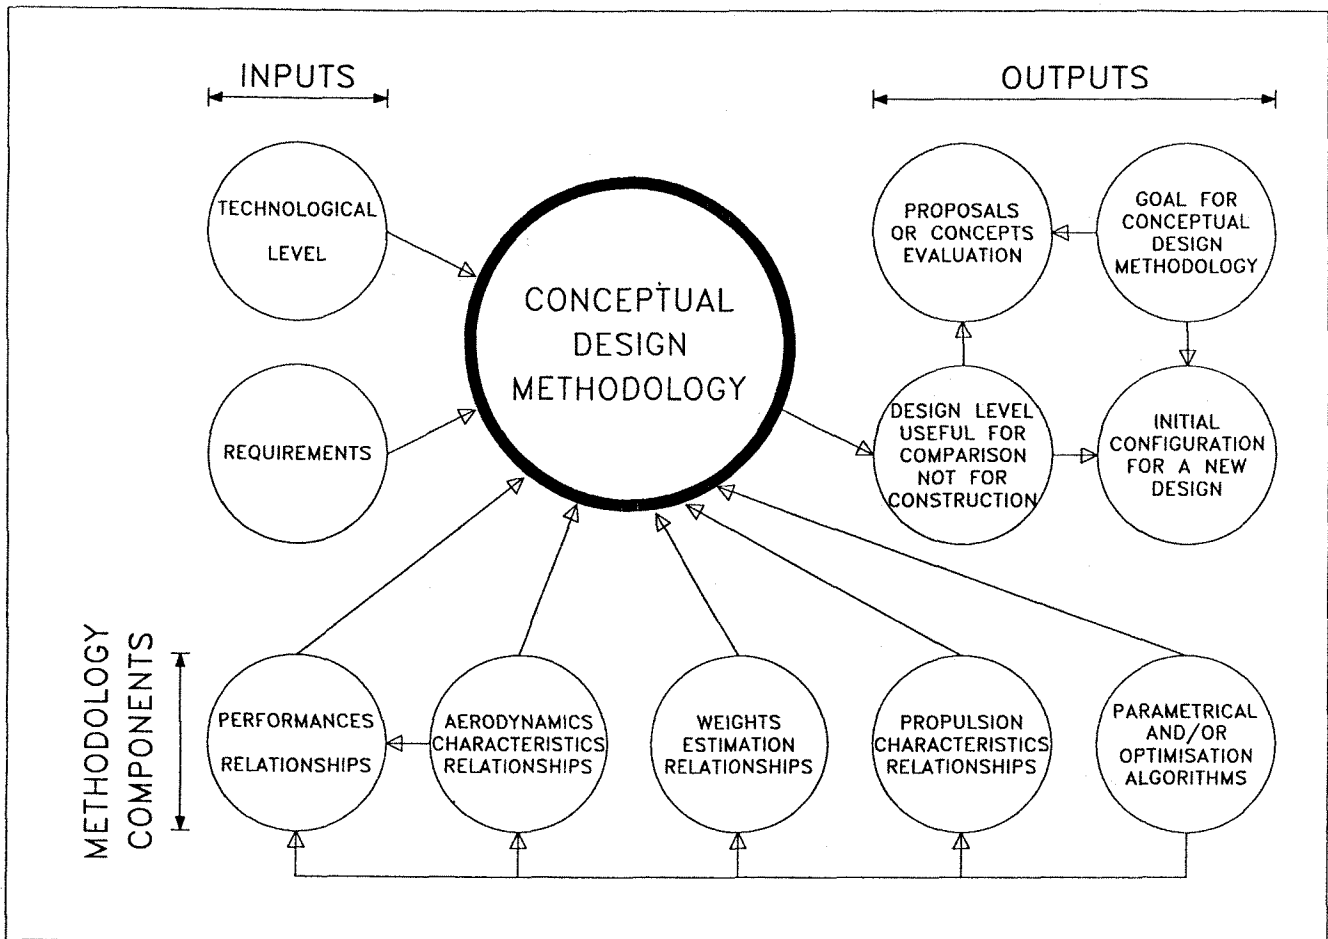 INPUTS
OUTPUTS
TECHNOLOGICAL
LEVEL
REQUIREMENTS
CONCEPTUAL
DESIGN
METHODOLOGY
PROPOSALS
OR CONCEPTS
EVALUATION
GOAL FOR
CONCEPTUAL
DESIGN
METHODOLOGY
DESIGN LEVEL
USEFUL FOR
COMPARISON
NOT FOR
CONSTRUCTION
INITIAL
CONFIGURATION
FOR A NEW
DESIGN
METHODOLOGY
COMPONENTS
PERFORMANCES
RELATIONSHIPS
AERODYNAMICS
CHARACTERISTICS
RELATIONSHIPS
WEIGHTS
ESTIMATION
RELATIONSHIPS
PROPULSION
CHARACTERISTICS
RELATIONSHIPS
PARAMETRICAL
AND/OR
OPTIMISATION
ALGORITHMS